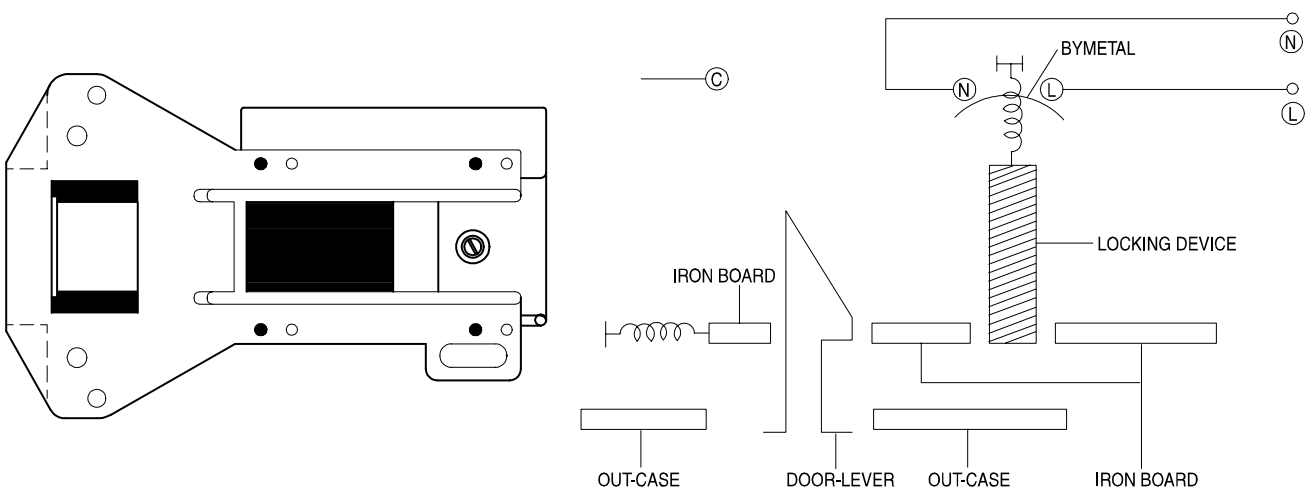 N
BYMETAL
C
N
L
L
LOCKING DEVICE
IRON BOARD
OUT-CASE
DOOR-LEVER
OUT-CASE
IRON BOARD